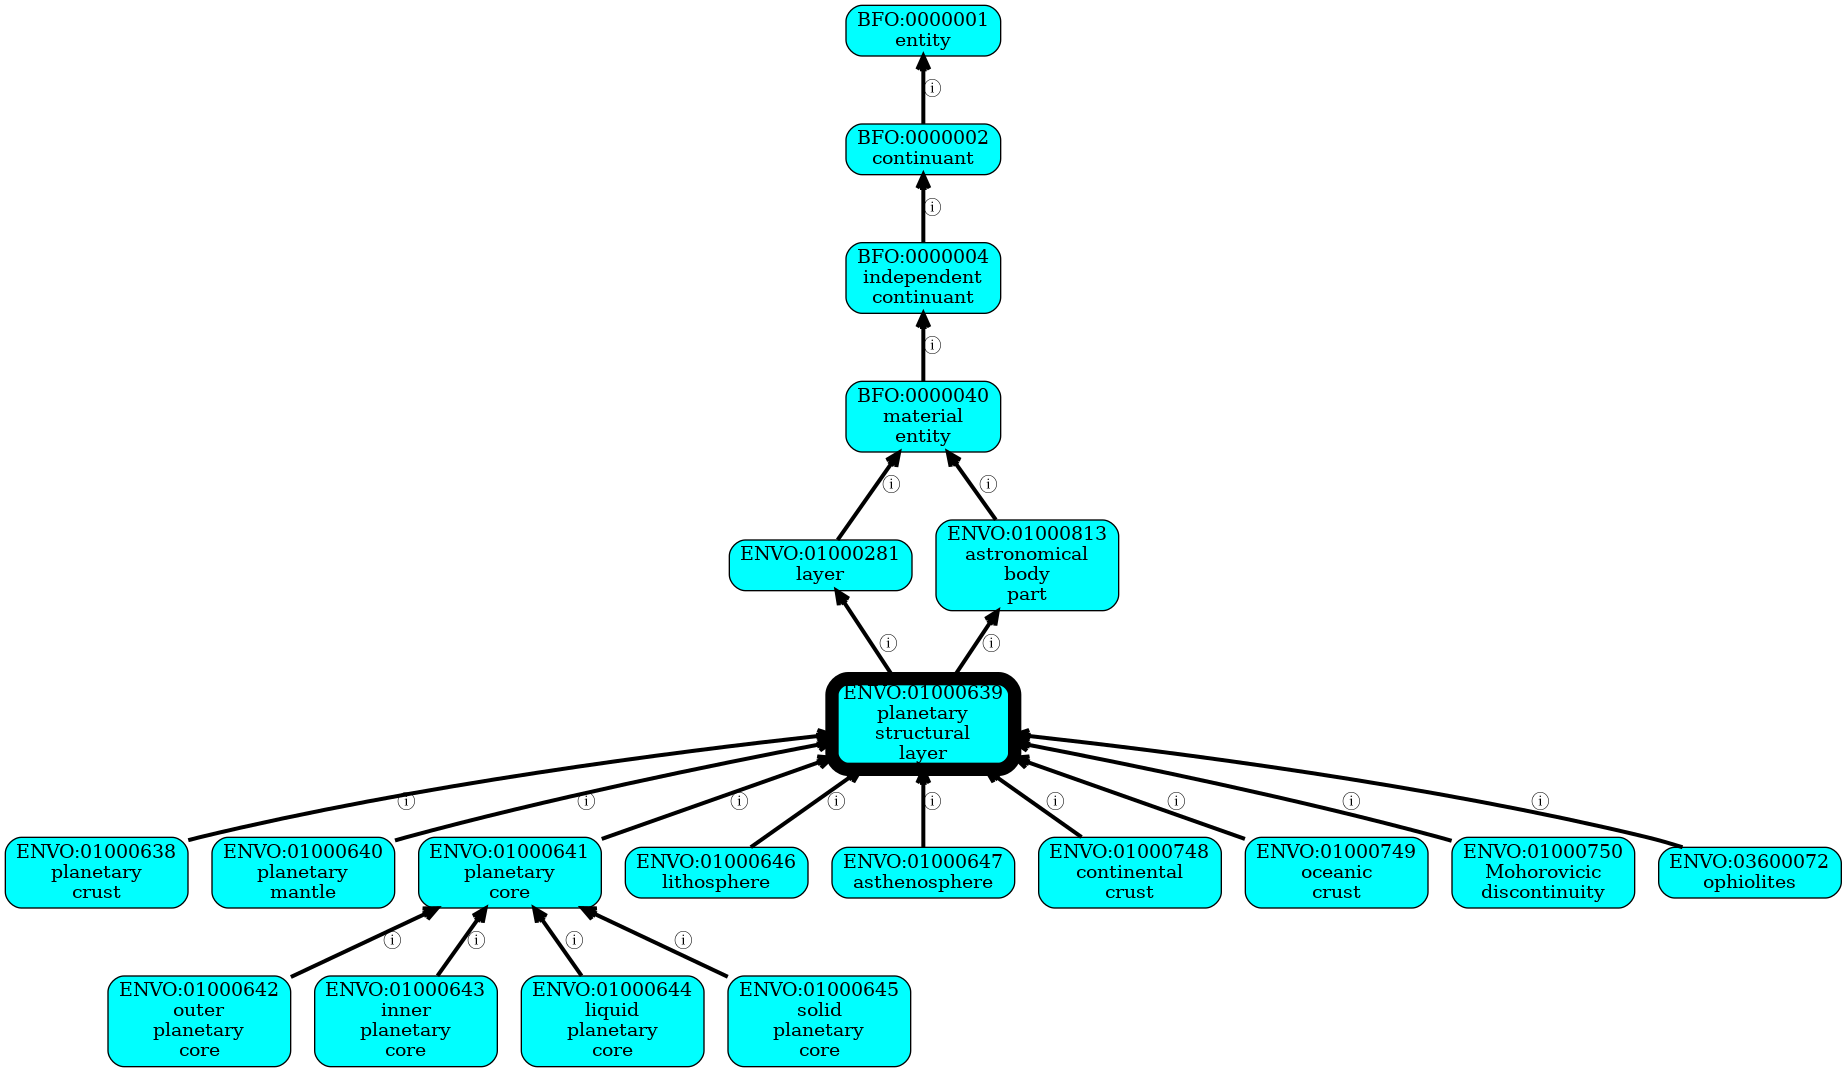 BFO:0000001
entity
ⓘ
BFO:0000002
continuant
ⓘ
BFO:0000004
independent
continuant
ⓘ
BFO:0000040
material
entity
ⓘ
ⓘ
ENVO:01000281
layer
ENVO:01000813
astronomical
body
part
ⓘ
ⓘ
ENVO:01000639
planetary
structural
layer
ⓘ
ⓘ
ⓘ
ⓘ
ⓘ
ⓘ
ⓘ
ⓘ
ⓘ
ENVO:01000638
planetary
crust
ENVO:01000640
planetary
mantle
ENVO:01000641
planetary
core
ENVO:01000646
lithosphere
ENVO:01000647
asthenosphere
ENVO:01000748
continental
crust
ENVO:01000749
oceanic
crust
ENVO:01000750
Mohorovicic
discontinuity
ENVO:03600072
ophiolites
ⓘ
ⓘ
ⓘ
ⓘ
ENVO:01000642
outer
planetary
core
ENVO:01000643
inner
planetary
core
ENVO:01000644
liquid
planetary
core
ENVO:01000645
solid
planetary
core